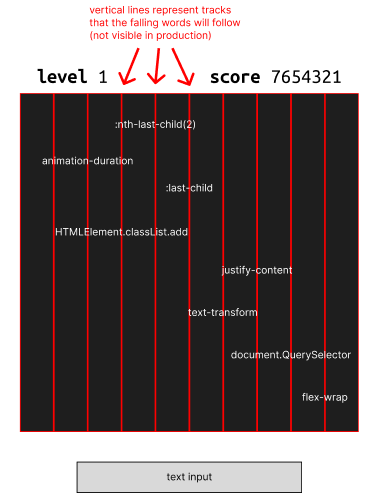 vertical lines represent tracks
that the falling words will follow
(not visible in production)
level 1 score 7654321
:nth-last-child(2)
animation-duration
:last-child
HTMLElement.classList.add
justify-content
text-transform
document.QuerySelector
flex-wrap
text input